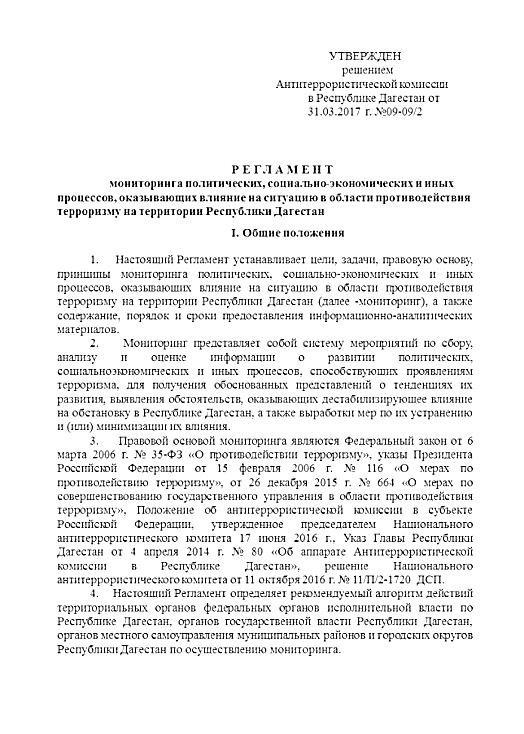 УТВЕРЖДЕН
решением
Антитеррористической комиссии
в Республике Дагестан от
31.03.2017 г. №09-09/2
Р Е Г Л А М Е Н Т
мониторинга политических, социально-экономических и иных
процессов, оказывающих влияние на ситуацию в области противодействия
терроризму на территории Республики Дагестан
I. Общие положения
1. Настоящий Регламент устанавливает цели, задачи, правовую основу,
принципы мониторинга политических, социально-экономических и иных
процессов, оказывающих влияние на ситуацию в области противодействия
терроризму на территории Республики Дагестан (далее -мониторинг), а также
содержание, порядок и сроки предоставления информационно-аналитических
материалов.
2. Мониторинг представляет собой систему мероприятий по сбору,
анализу и оценке информации о развитии политических,
социальноэкономических и иных процессов, способствующих проявлениям
терроризма, для получения обоснованных представлений о тенденциях их
развития, выявления обстоятельств, оказывающих дестабилизирующее влияние
на обстановку в Республике Дагестан, а также выработки мер по их устранению
и (или) минимизации их влияния.
3. Правовой основой мониторинга являются Федеральный закон от 6
марта 2006 г. № 35-ФЗ «О противодействии терроризму», указы Президента
Российской Федерации от 15 февраля 2006 г. № 116 «О мерах по
противодействию терроризму», от 26 декабря 2015 г. № 664 «О мерах по
совершенствованию государственного управления в области противодействия
терроризму», Положение об антитеррористической комиссии в субъекте
Российской Федерации, утвержденное председателем Национального
антитеррористического комитета 17 июня 2016 г., Указ Главы Республики
Дагестан от 4 апреля 2014 г. № 80 «Об аппарате Антитеррористической
комиссии в Республике Дагестан», решение Национального
антитеррористического комитета от 11 октября 2016 г. № 11/П/2-1720 ДСП.
4. Настоящий Регламент определяет рекомендуемый алгоритм действий
территориальных органов федеральных органов исполнительной власти по
Республике Дагестан, органов государственной власти Республики Дагестан,
органов местного самоуправления муниципальных районов и городских округов
Республики Дагестан по осуществлению мониторинга.